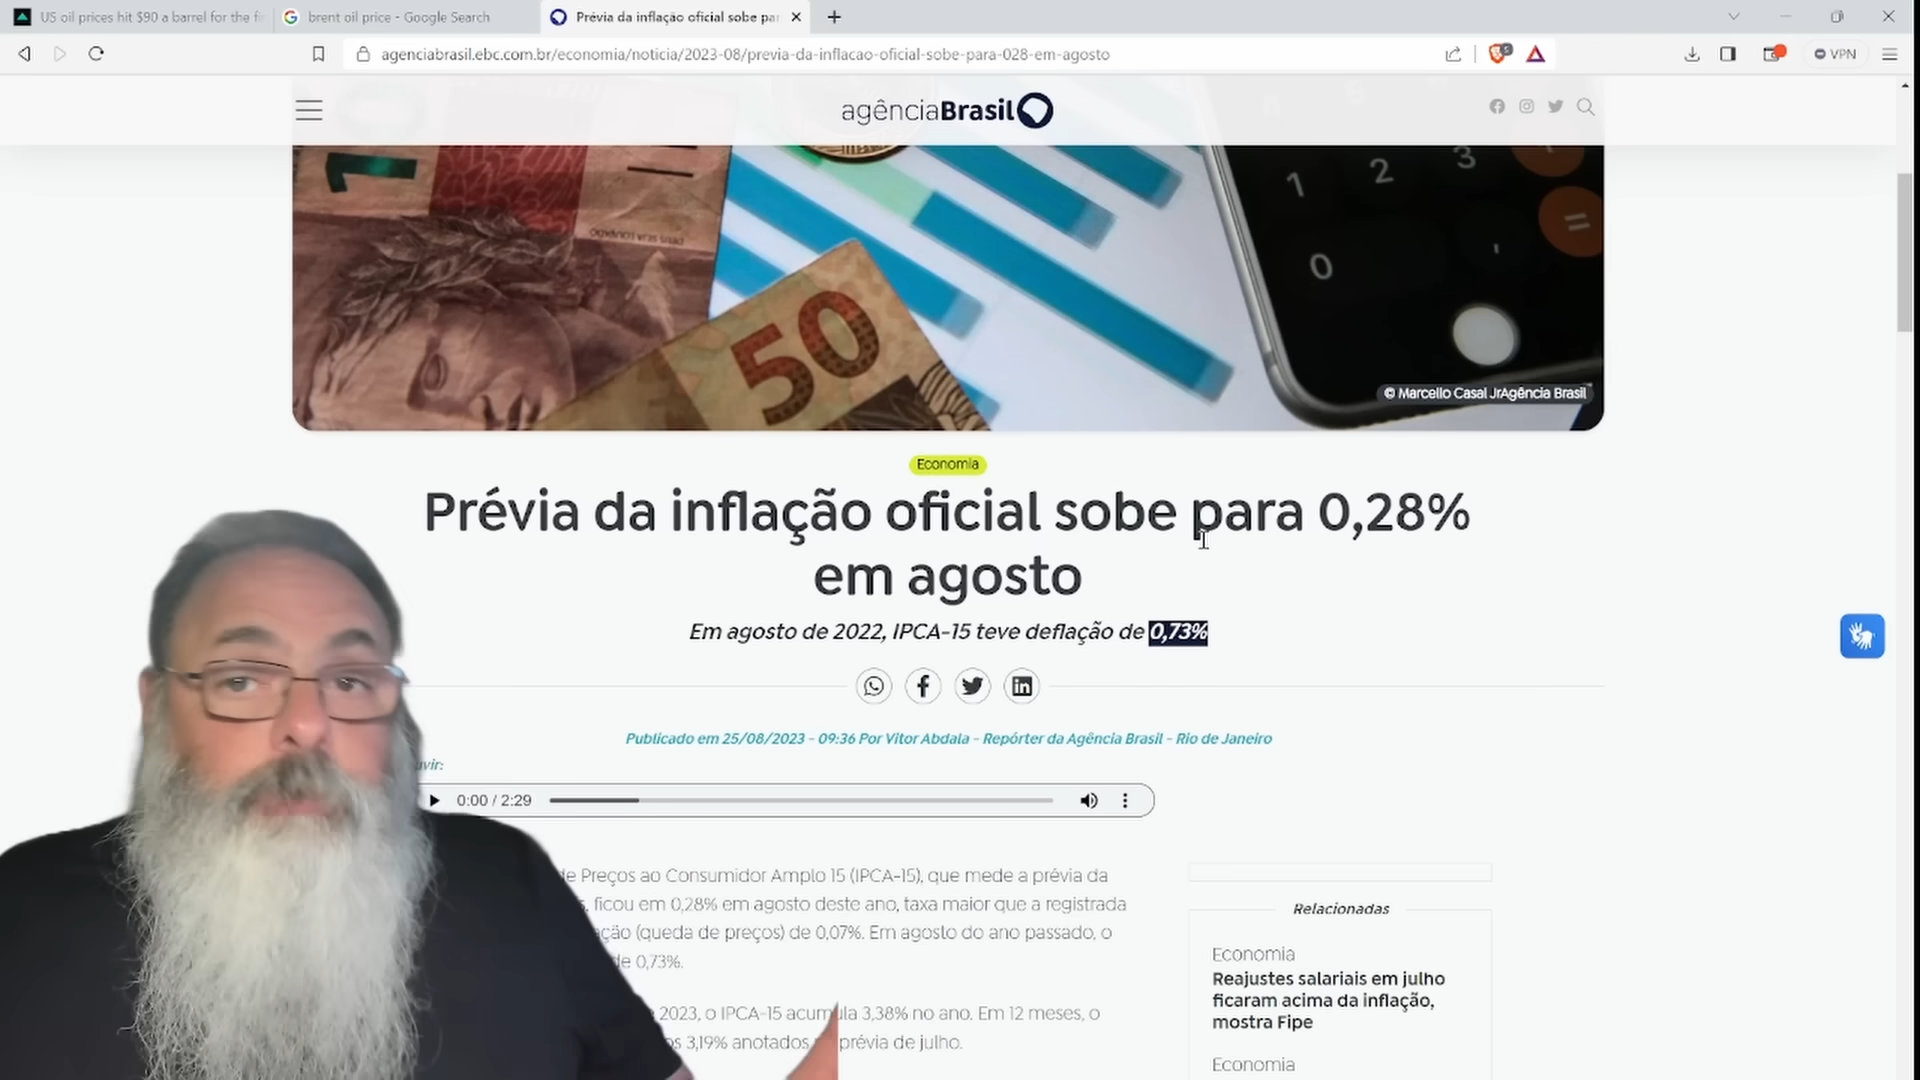 US oil prices hit $90 a barrel for the fi
brent oil price - Google Search
Prévia da inflação oficial sobe par
agenciabrasil.ebc.com.br/economia/noticia/2023-08/previa-da-inflacao-oficial-sobe-para-028-em-agosto
5
VPN
agênciaBrasil
1 2 3
0 , =
50
© Marcello Casal JrAgência Brasil
Economia
Prévia da inflação oficial sobe para 0,28%
em agosto
Em agosto de 2022, IPCA-15 teve deflação de 0,73%
Publicado em 25/08/2023 - 09:36 Por Vitor Abdala - Repórter da Agência Brasil - Rio de Janeiro
vir:
0:00 / 2:29
de Preços ao Consumidor Amplo 15 (IPCA-15), que mede a prévia da
, ficou em 0,28% em agosto deste ano, taxa maior que a registrada
ação (queda de preços) de 0,07%. Em agosto do ano passado, o
de 0,73%.
2023, o IPCA-15 acumula 3,38% no ano. Em 12 meses, o
os 3,19% anotados prévia de julho.
Relacionadas
Economia
Reajustes salariais em julho
ficaram acima da inflação,
mostra Fipe
Economia